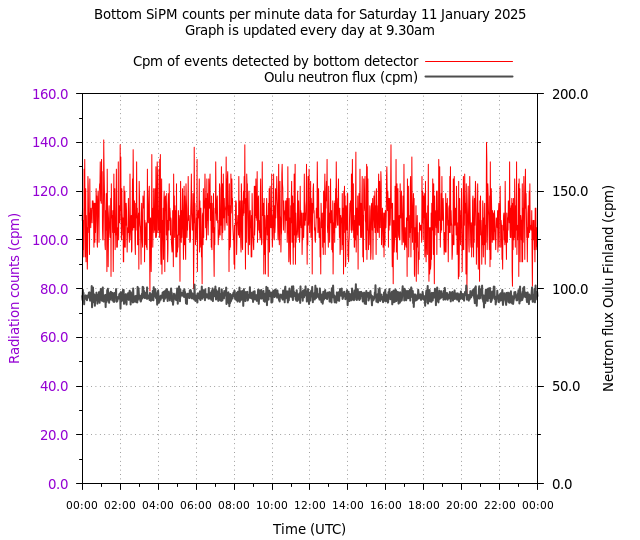 Bottom SiPM counts per minute data for Saturday 11 January 2025
Graph is updated every day at 9.30am
Cpm of events detected by bottom detector
Oulu neutron flux (cpm)
160.0
140.0
120.0
100.0
80.0
60.0
40.0
20.0
0.0
Radiation counts (cpm)
200.0
150.0
100.0
50.0
0.0
Neutron flux Oulu Finland (cpm)
00:00 02:00 04:00 06:00 08:00 10:00 12:00 14:00 16:00 18:00 20:00 22:00 00:00
Time (UTC)